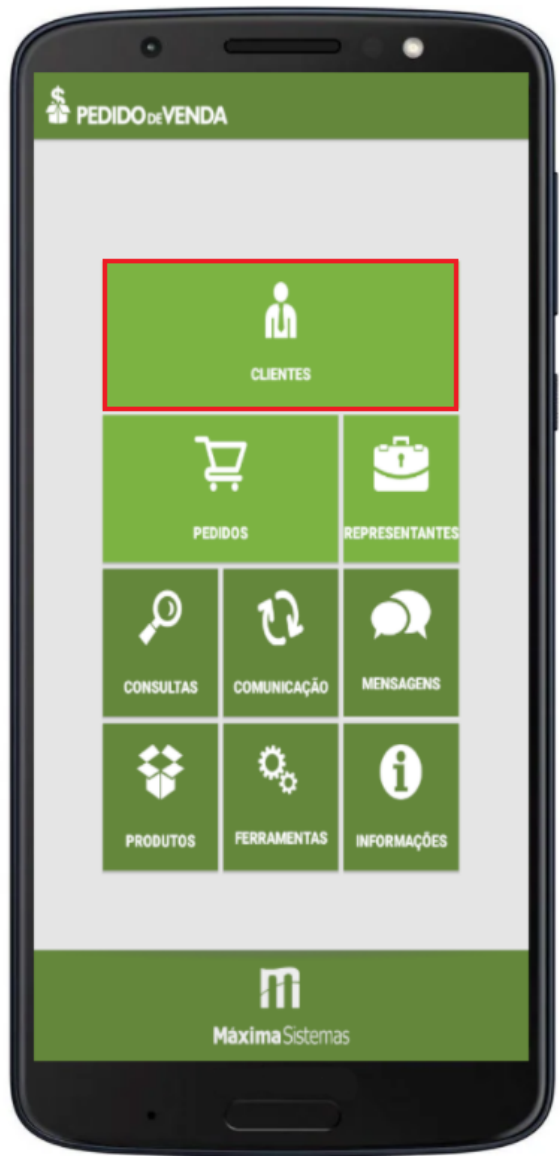 PEDIDO DE VENDA
CLIENTES
PEDIDOS
REPRESENTANTES
CONSULTAS
COMUNICAÇÃO
MENSAGENS
PRODUTOS
FERRAMENTAS
INFORMAÇÕES
Máxima Sistemas